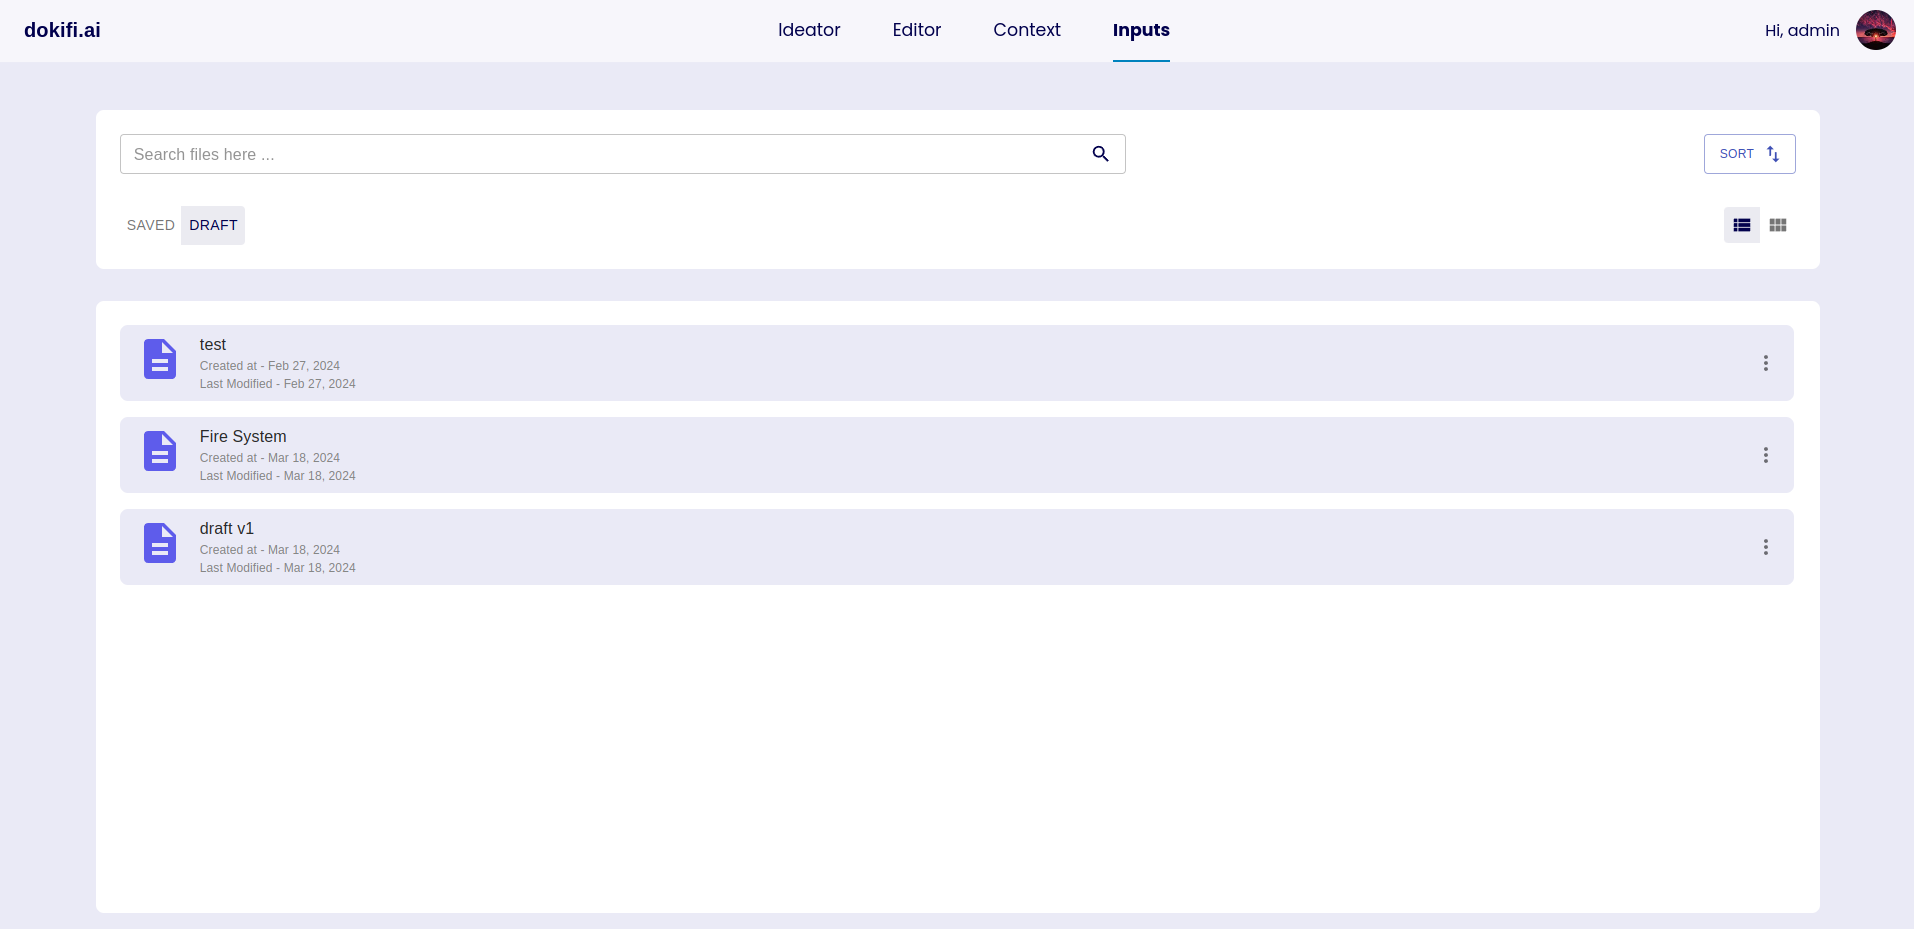 dokifi.ai
Ideator
Editor
Context
Inputs
Hi, admin
Search files here ...
SORT
SAVED
DRAFT
test
Created at - Feb 27, 2024
Last Modified - Feb 27, 2024
Fire System
Created at - Mar 18, 2024
Last Modified - Mar 18, 2024
draft v1
Created at - Mar 18, 2024
Last Modified - Mar 18, 2024